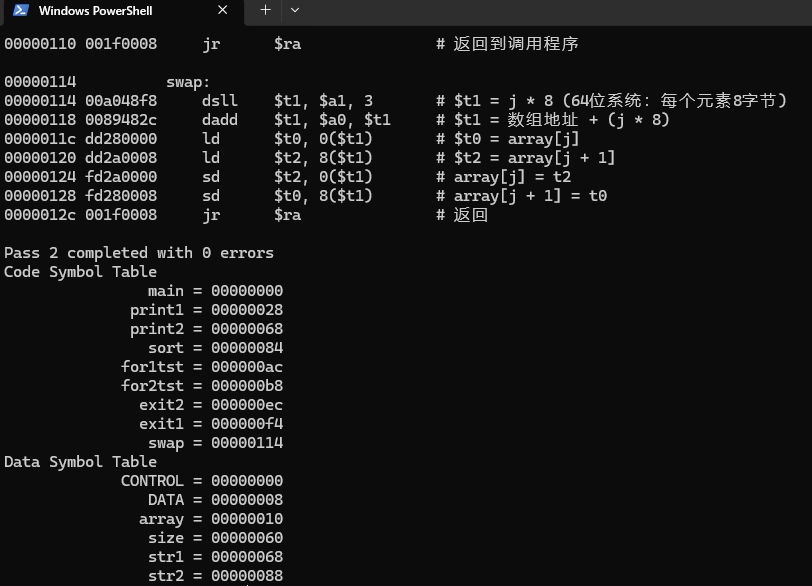 Windows PowerShell
00000110 001f0008     jr      $ra               # 返回到调用程序
00000114          swap:
00000114 00a048f8     dsll    $t1, $a1, 3       # $t1 = j * 8 (64位系统: 每个元素8字节)
00000118 0089482c     dadd    $t1, $a0, $t1     # $t1 = 数组地址 + (j * 8)
0000011c dd280000     ld      $t0, 0($t1)       # $t0 = array[j]
00000120 dd2a0008     ld      $t2, 8($t1)       # $t2 = array[j + 1]
00000124 fd2a0000     sd      $t2, 0($t1)       # array[j] = t2
00000128 fd280008     sd      $t0, 8($t1)       # array[j + 1] = t0
0000012c 001f0008     jr      $ra               # 返回
Pass 2 completed with 0 errors
Code Symbol Table
                main = 00000000
              print1 = 00000028
              print2 = 00000068
                sort = 00000084
             for1tst = 000000ac
             for2tst = 000000b8
               exit2 = 000000ec
               exit1 = 000000f4
                swap = 00000114
Data Symbol Table
             CONTROL = 00000000
                DATA = 00000008
               array = 00000010
                size = 00000060
                str1 = 00000068
                str2 = 00000088